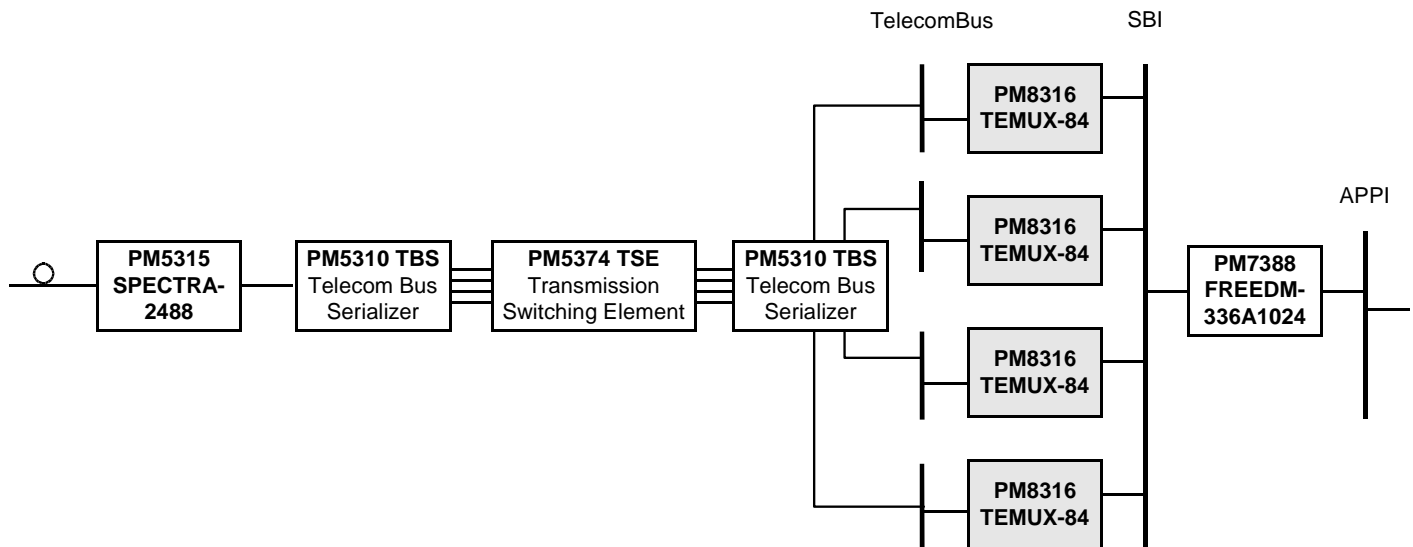 TelecomBus
SBI
PM8316
TEMUX-84
PM8316
TEMUX-84
APPI
PM5315
SPECTRA-
2488
PM5310 TBS
Telecom Bus
Serializer
PM5374 TSE
Transmission
Switching Element
PM5310 TBS
Telecom Bus
Serializer
PM7388
FREEDM-
336A1024
PM8316
TEMUX-84
PM8316
TEMUX-84